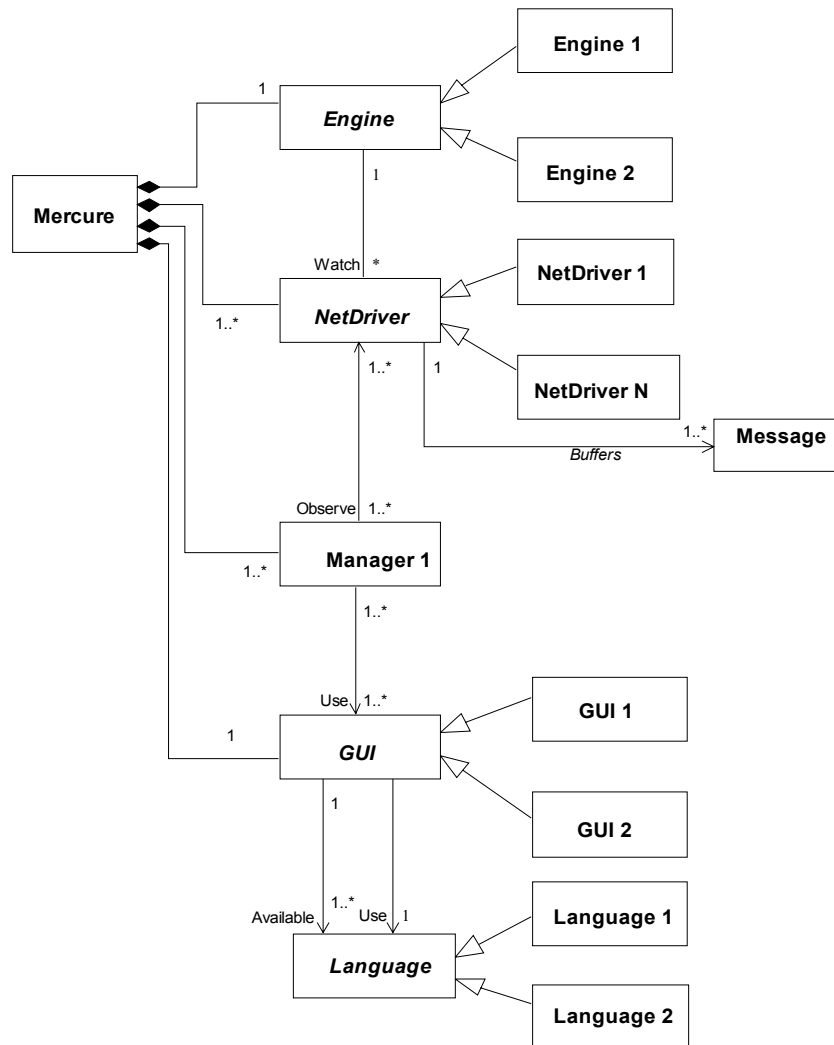 Engine 1
1
Engine
Engine 2
Mercure
1
Watch *
NetDriver 1
1..*
NetDriver
1..*
1
NetDriver N
1..*
Message
Buffers
Observe 1..*
1..*
Manager 1
1..*
Use 1..*
GUI 1
1
GUI
1
GUI 2
1..*
Available
Use 1
Language 1
Language
Language 2